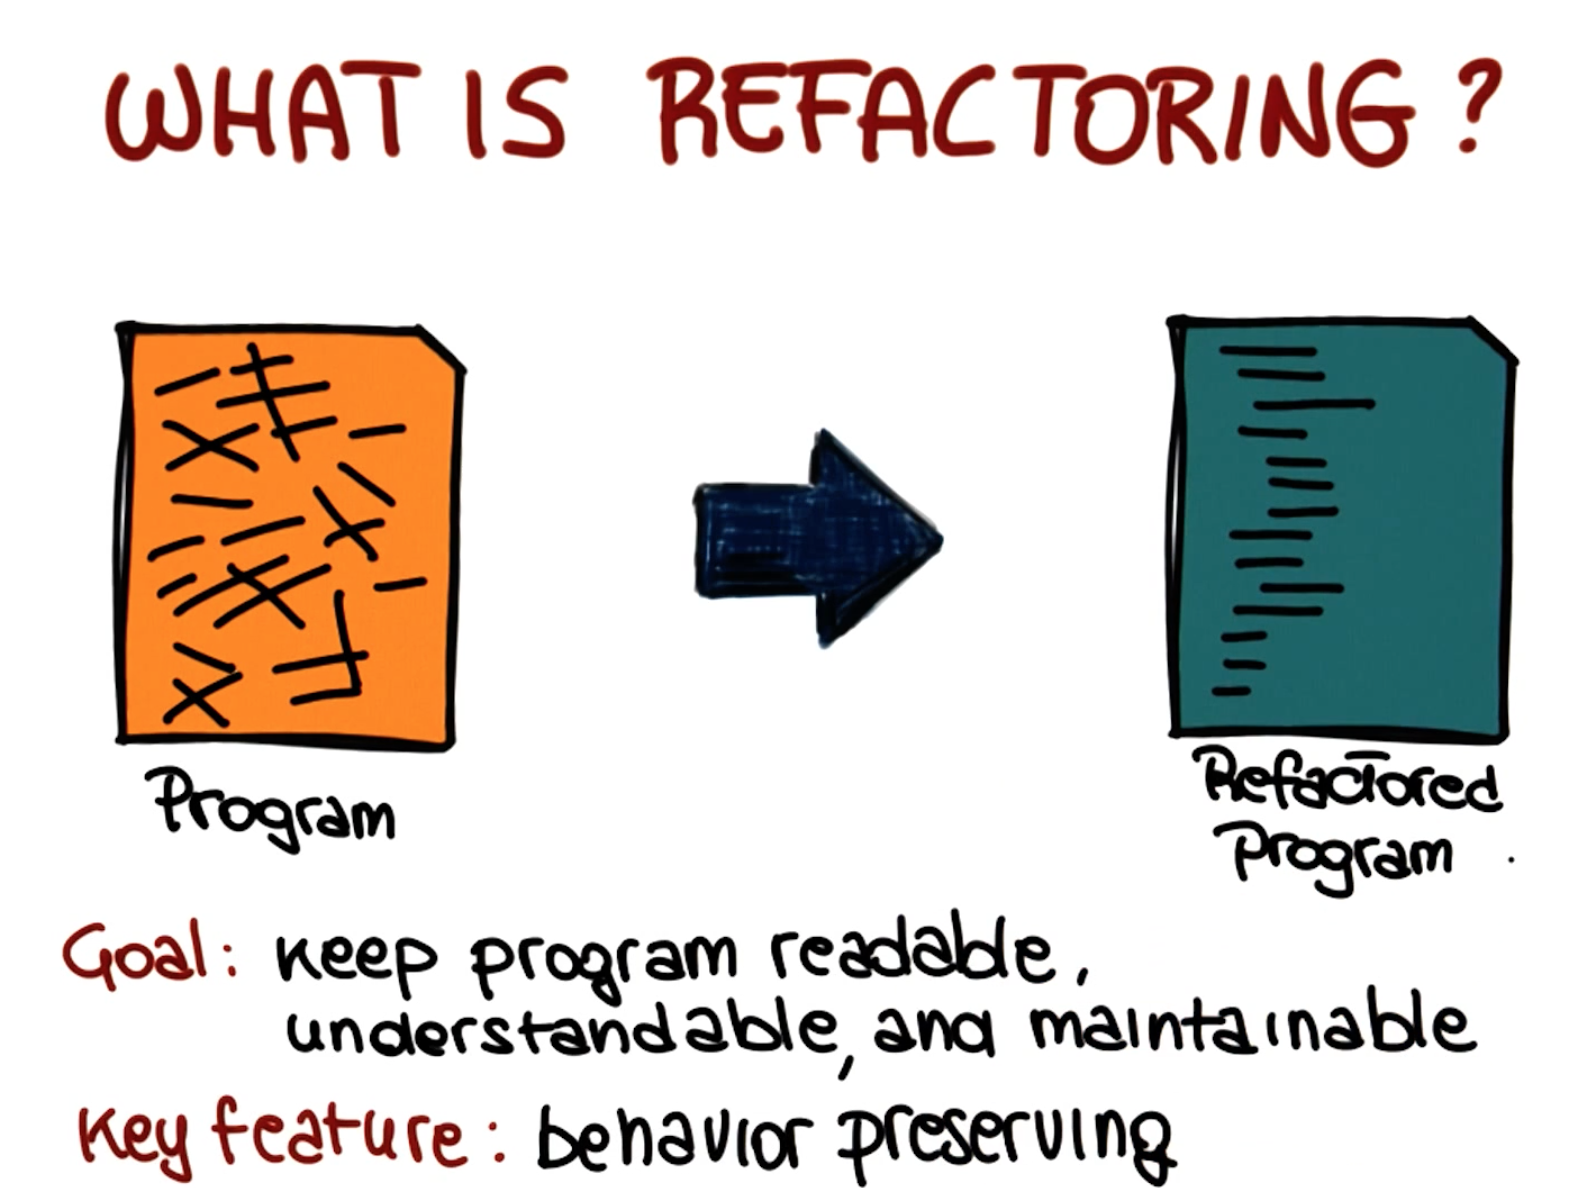 WHAT IS REFACTORING?
Program
Refactored
Program
Goal: keep program readable,
understandable, and maintainable
Key feature: behavior preserving